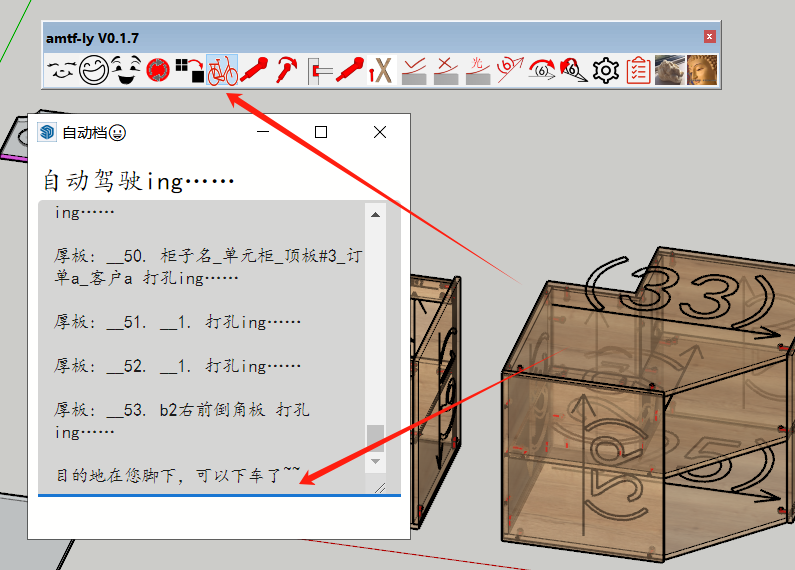 amtf-ly V0.1.7
光
(6)
(6)
自动档
自动驾驶ing……
ing……
厚板: __50. 柜子名_单元柜_顶板#3_订
单a_客户a 打孔ing……
厚板: __51. __1. 打孔ing……
厚板: __52. __1. 打孔ing……
厚板: __53. b2右前倒角板 打孔
ing……
目的地在您脚下, 可以下车了~~
(33)
(50)